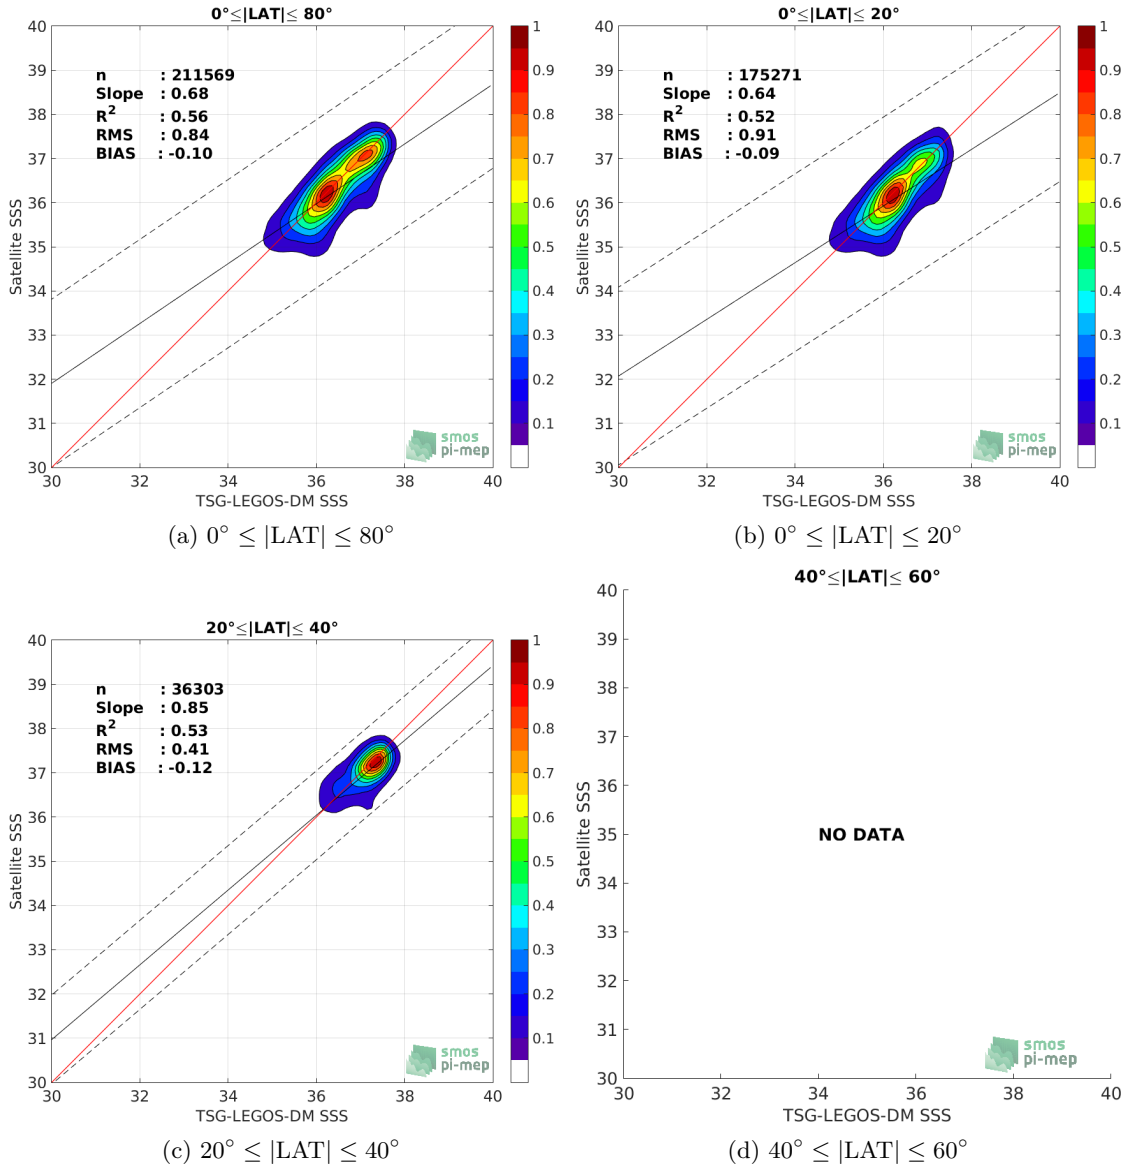 0°≤|LAT|≤ 80°
n : 211569
Slope : 0.68
R2 : 0.56
RMS : 0.84
BIAS : -0.10
40
39
38
37
36
35
34
33
32
31
30
Satellite SSS
30 32 34 36 38 40
TSG-LEGOS-DM SSS
1
0.9
0.8
0.7
0.6
0.5
0.4
0.3
0.2
0.1
smos
pi-mep
(a) 0° ≤ |LAT| ≤ 80°
0°≤|LAT|≤ 20°
n : 175271
Slope : 0.64
R2 : 0.52
RMS : 0.91
BIAS : -0.09
40
39
38
37
36
35
34
33
32
31
30
Satellite SSS
30 32 34 36 38 40
TSG-LEGOS-DM SSS
1
0.9
0.8
0.7
0.6
0.5
0.4
0.3
0.2
0.1
smos
pi-mep
(b) 0° ≤ |LAT| ≤ 20°
20°≤|LAT|≤ 40°
n : 36303
Slope : 0.85
R2 : 0.53
RMS : 0.41
BIAS : -0.12
40
39
38
37
36
35
34
33
32
31
30
Satellite SSS
30 32 34 36 38 40
TSG-LEGOS-DM SSS
1
0.9
0.8
0.7
0.6
0.5
0.4
0.3
0.2
0.1
smos
pi-mep
(c) 20° ≤ |LAT| ≤ 40°
40°≤|LAT|≤ 60°
40
39
38
37
36
35
34
33
32
31
30
Satellite SSS
NO DATA
30 32 34 36 38 40
TSG-LEGOS-DM SSS
smos
pi-mep
(d) 40° ≤ |LAT| ≤ 60°